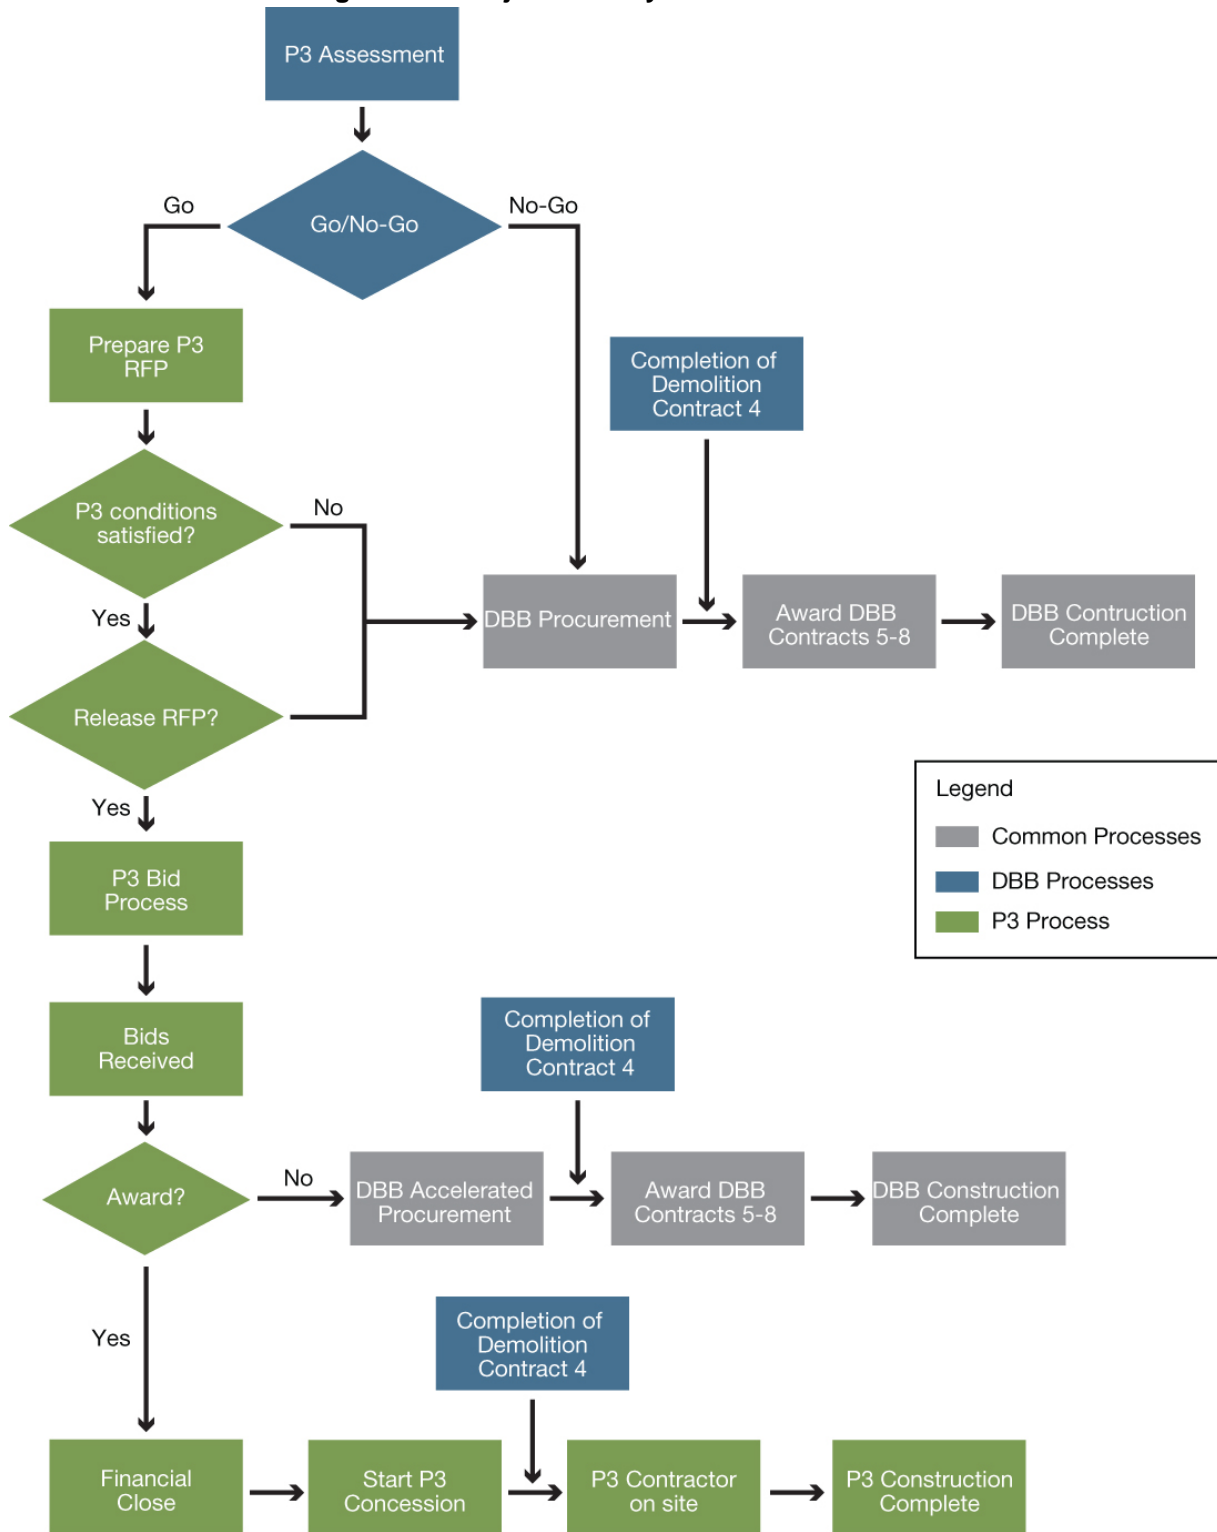 P3 Assessment
Go
Go/No-Go
No-Go
Prepare P3
RFP
Completion of
Demolition
Contract 4
P3 conditions
satisfied?
No
Yes
DBB Procurement
Award DBB
Contracts 5-8
DBB Contruction
Complete
Release RFP?
Yes
Legend
Common Processes
DBB Processes
P3 Process
P3 Bid
Process
Bids
Received
Completion of
Demolition
Contract 4
Award?
No
DBB Accelerated
Procurement
Award DBB
Contracts 5-8
DBB Construction
Complete
Yes
Completion of
Demolition
Contract 4
Financial
Close
Start P3
Concession
P3 Contractor
on site
P3 Construction
Complete